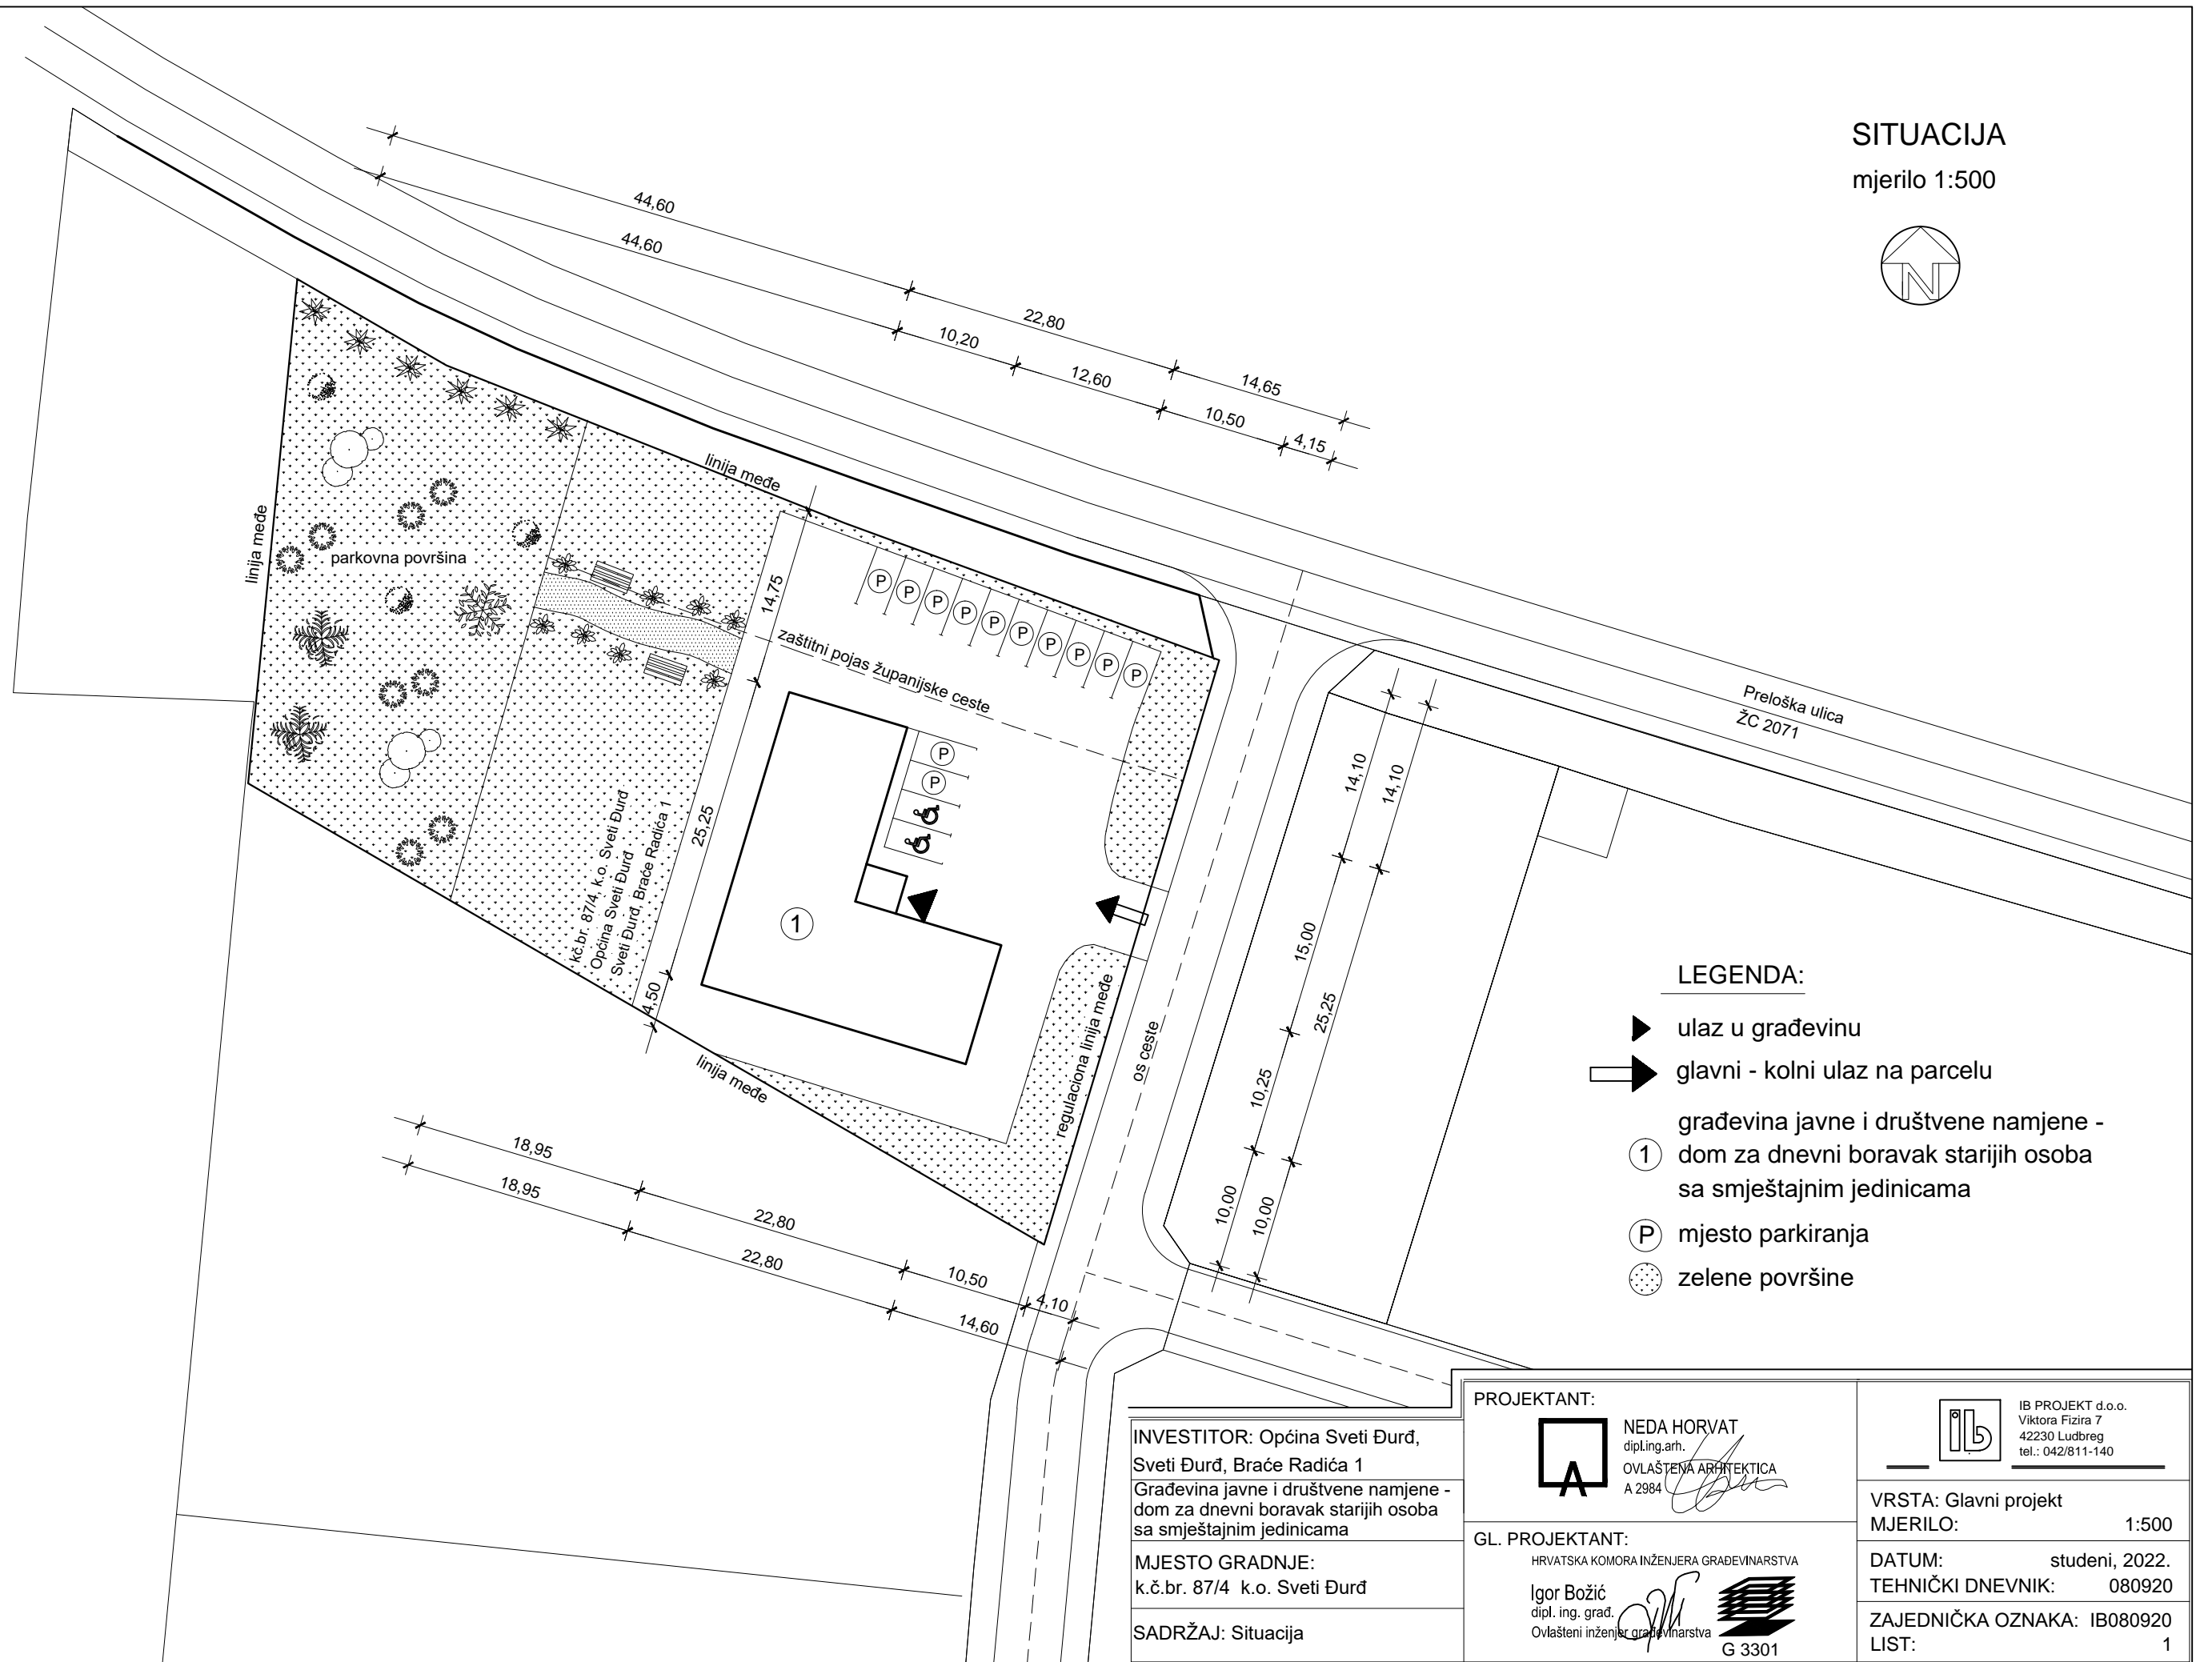 SITUACIJA
mjerilo 1:500
N
44,60
44,60
22,80
10,20
12,60
14,65
10,50
4,15
linija međe
linija međe
parkovna površina
14,75
P
P
P
P
P
P
P
P
P
P
zaštitni pojas županijske ceste
Preloška ulica
ŽC 2071
P
P
14,10
14,10
25,25
kč.br. 87/4, k.o. Sveti Đurđ
Općina Sveti Đurđ
Sveti Đurđ, Braće Radića 1
1
15,00
25,25
4,50
linija međe
regulaciona linija međe
os ceste
10,25
10,00
10,00
18,95
18,95
22,80
22,80
10,50
4,10
14,60
LEGENDA:
ulaz u građevinu
glavni - kolni ulaz na parcelu
građevina javne i društvene namjene -
1 dom za dnevni boravak starijih osoba
sa smještajnim jedinicama
P mjesto parkiranja
zelene površine
INVESTITOR: Općina Sveti Đurđ,
Sveti Đurđ, Braće Radića 1
Građevina javne i društvene namjene -
dom za dnevni boravak starijih osoba
sa smještajnim jedinicama
MJESTO GRADNJE:
k.č.br. 87/4 k.o. Sveti Đurđ
SADRŽAJ: Situacija
PROJEKTANT:
NEDA HORVAT
dipl.ing.arh.
OVLAŠTENA ARHITEKTICA
A 2984
GL. PROJEKTANT:
HRVATSKA KOMORA INŽENJERA GRAĐEVINARSTVA
Igor Božić
dipl. ing. građ.
Ovlašteni inženjer građevinarstva
G 3301
ib
IB PROJEKT d.o.o.
Viktora Fizira 7
42230 Ludbreg
tel.: 042/811-140
VRSTA: Glavni projekt
MJERILO: 1:500
DATUM: studeni, 2022.
TEHNIČKI DNEVNIK: 080920
ZAJEDNIČKA OZNAKA: IB080920
LIST: 1